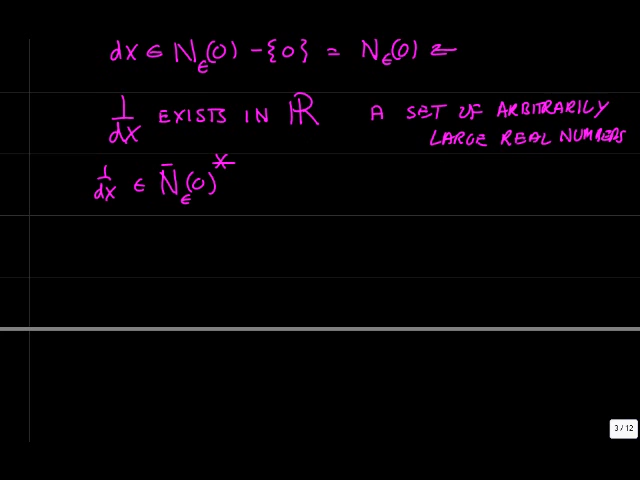 dx ∈ N_ε(0) - {0} = N_ε(0)
1/dx EXISTS IN ℝ A SET OF ARBITRARILY
LARGE REAL NUMBERS
1/dx ∈ N̄_ε(0)*
3 / 12